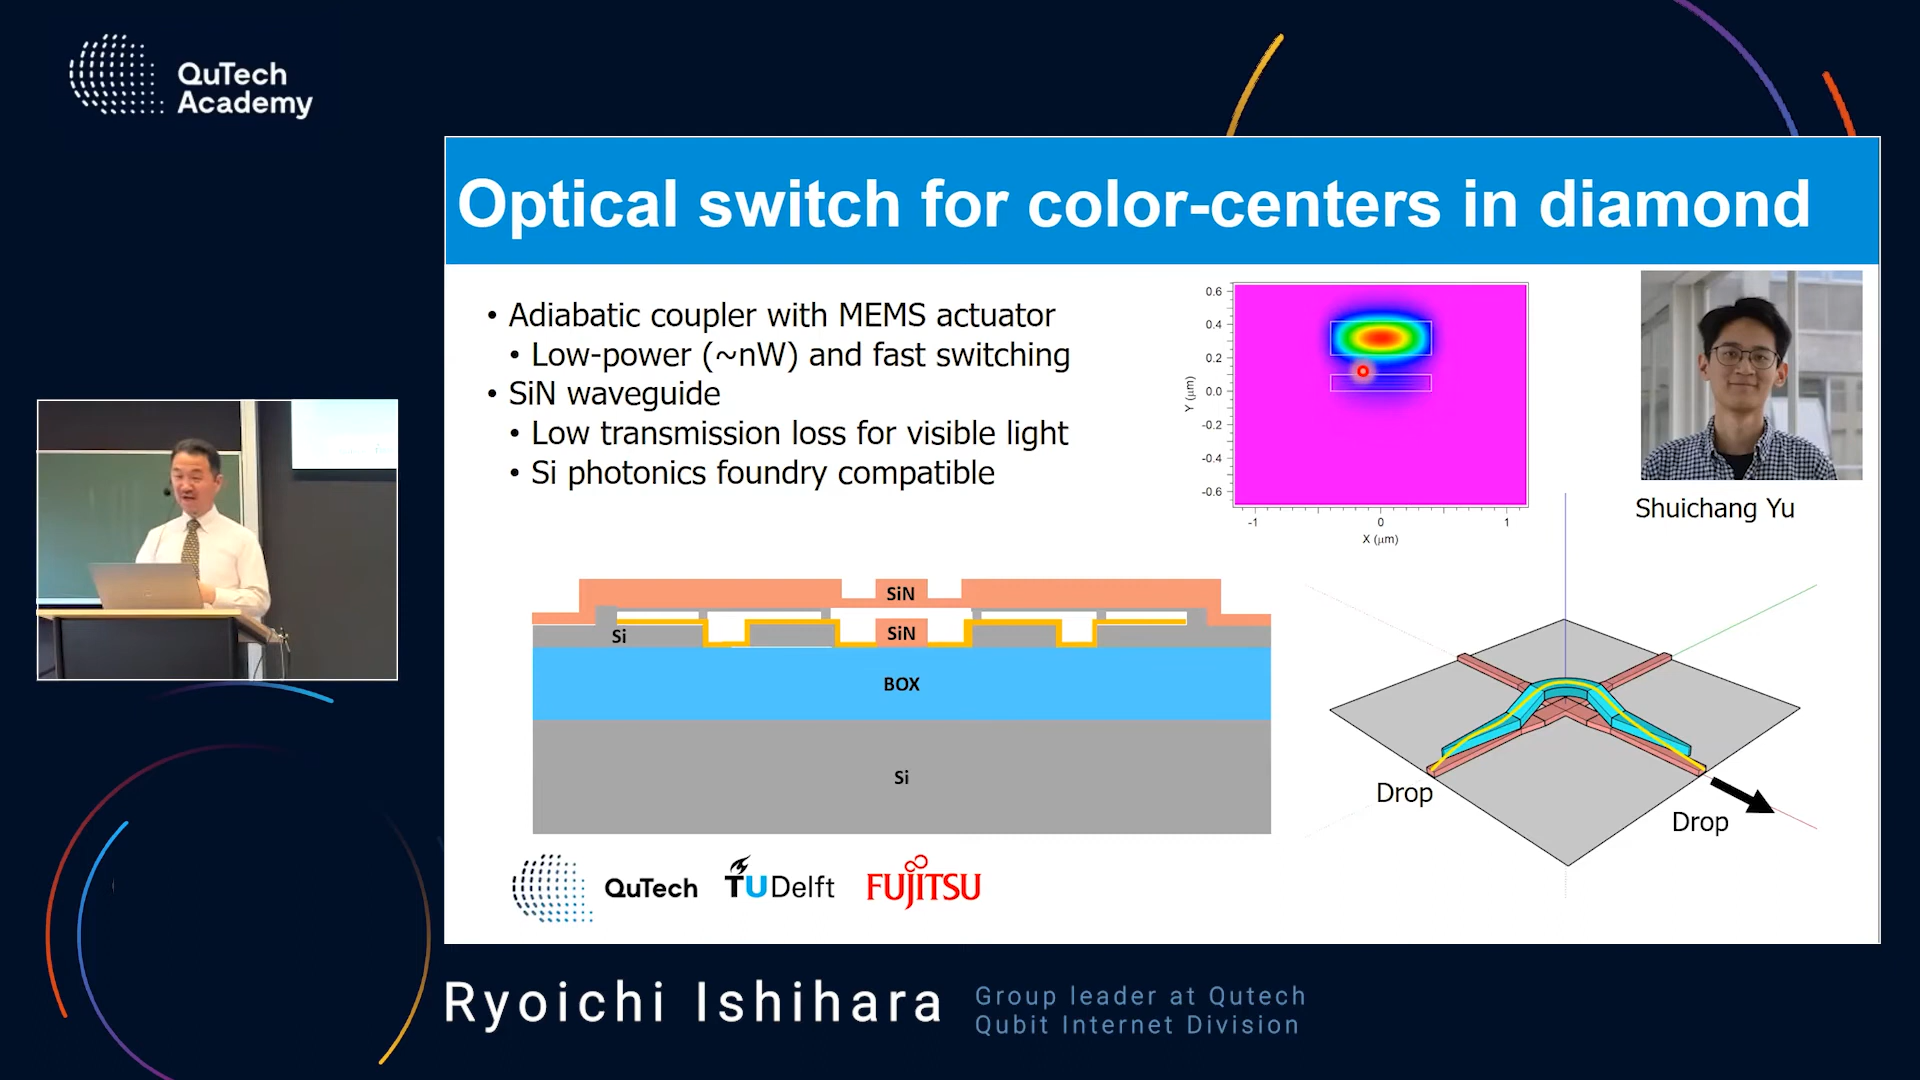 QuTech
Academy
Optical switch for color-centers in diamond
• Adiabatic coupler with MEMS actuator
• Low-power (~nW) and fast switching
• SiN waveguide
• Low transmission loss for visible light
• Si photonics foundry compatible
0.6
0.4
0.2
0.0
-0.2
-0.4
-0.6
Y (μm)
-1
0
1
X (μm)
Shuichang Yu
SiN
Si
SiN
BOX
Si
Drop
Drop
QuTech
TUDelft
FUJITSU
Ryoichi Ishihara
Group leader at Qutech
Qubit Internet Division